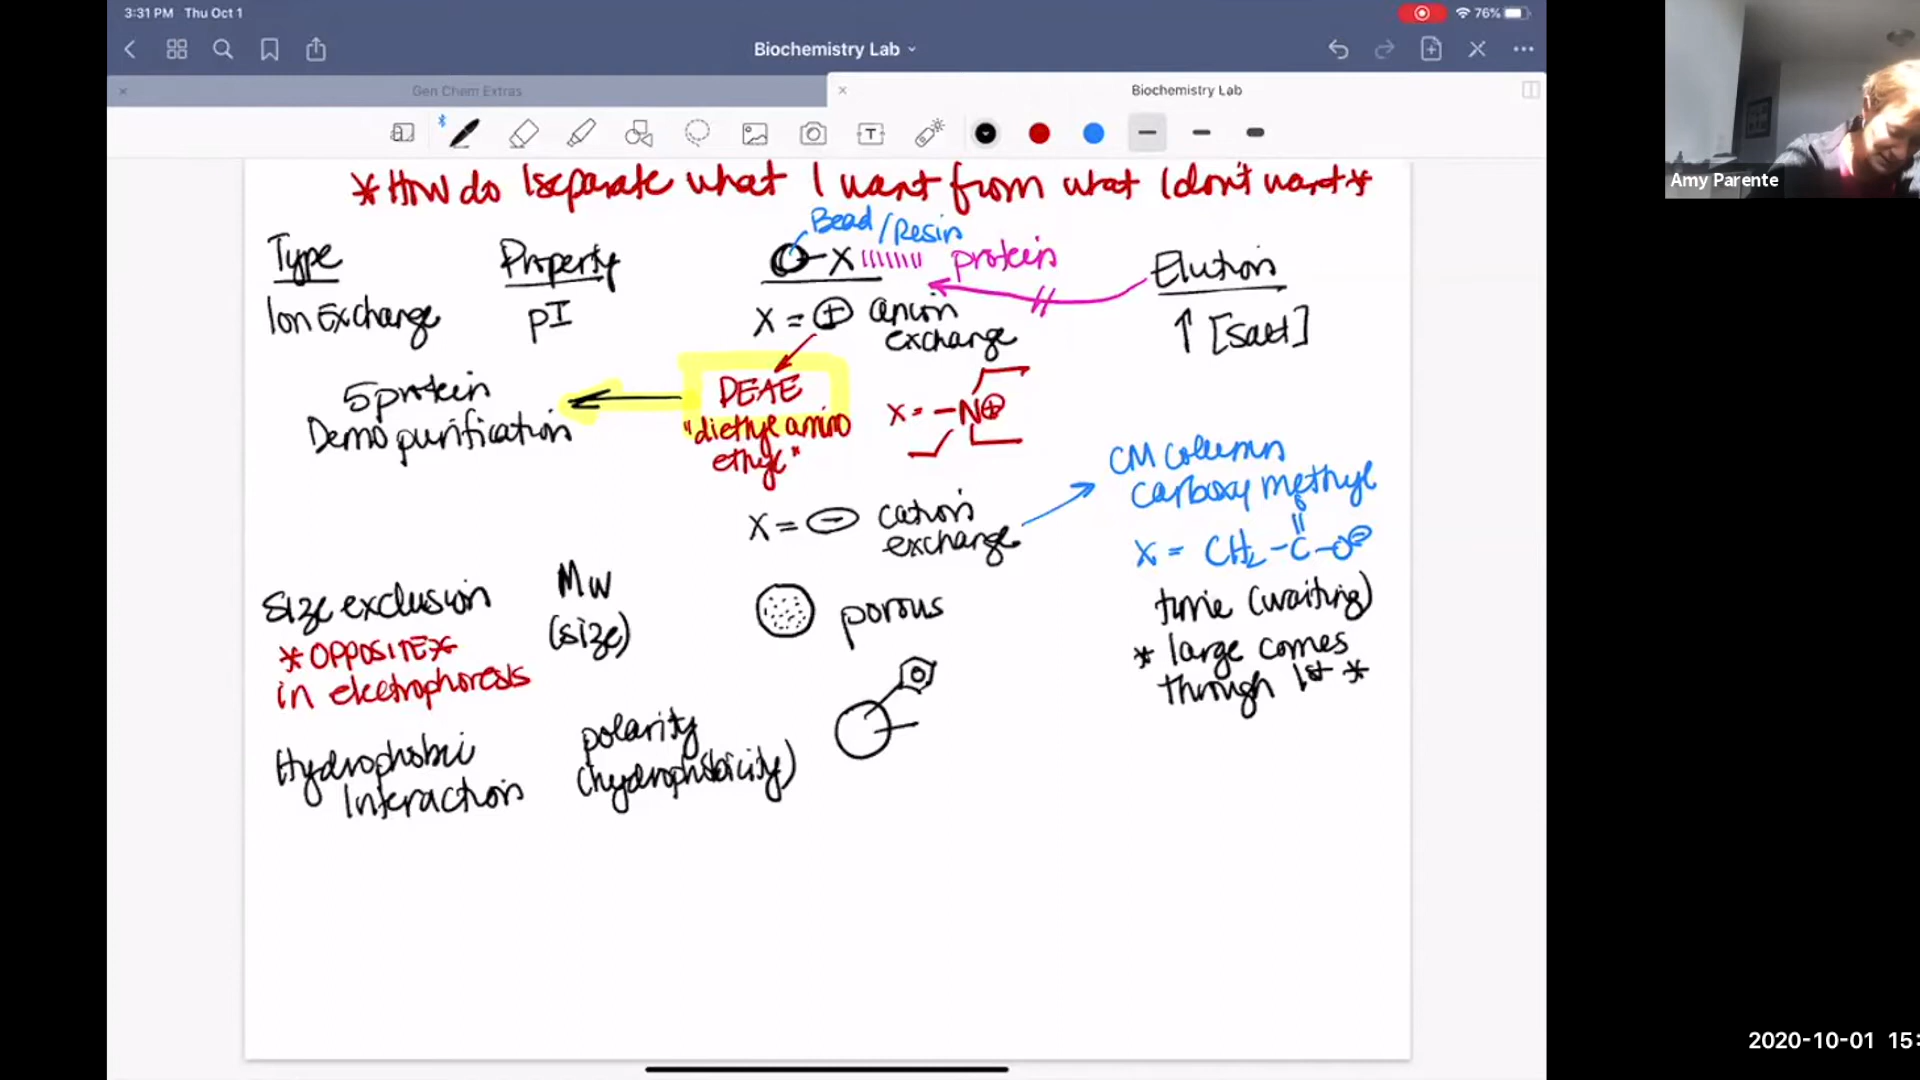 3:31 PM Thu Oct 1
76%
Biochemistry Lab
Gen Chem Extras
Biochemistry Lab
Amy Parente
*How do I separate what I want from what I don't want*
Bead/Resin
Type Property X protein Elution
Ion Exchange pI X = + anion exchange ↑ [salt]
5 protein
Demo purification
DEAE
"diethyl amino
ethyl"
X = -N+
CM column
carboxy methyl
X = - cation exchange
X = CH2-C-O-
Size exclusion MW
(size)
porous
time (waiting)
* large comes
through 1st *
*OPPOSITE*
in electrophoresis
Hydrophobic
Interaction
polarity
(hydrophobicity)
2020-10-01 15: